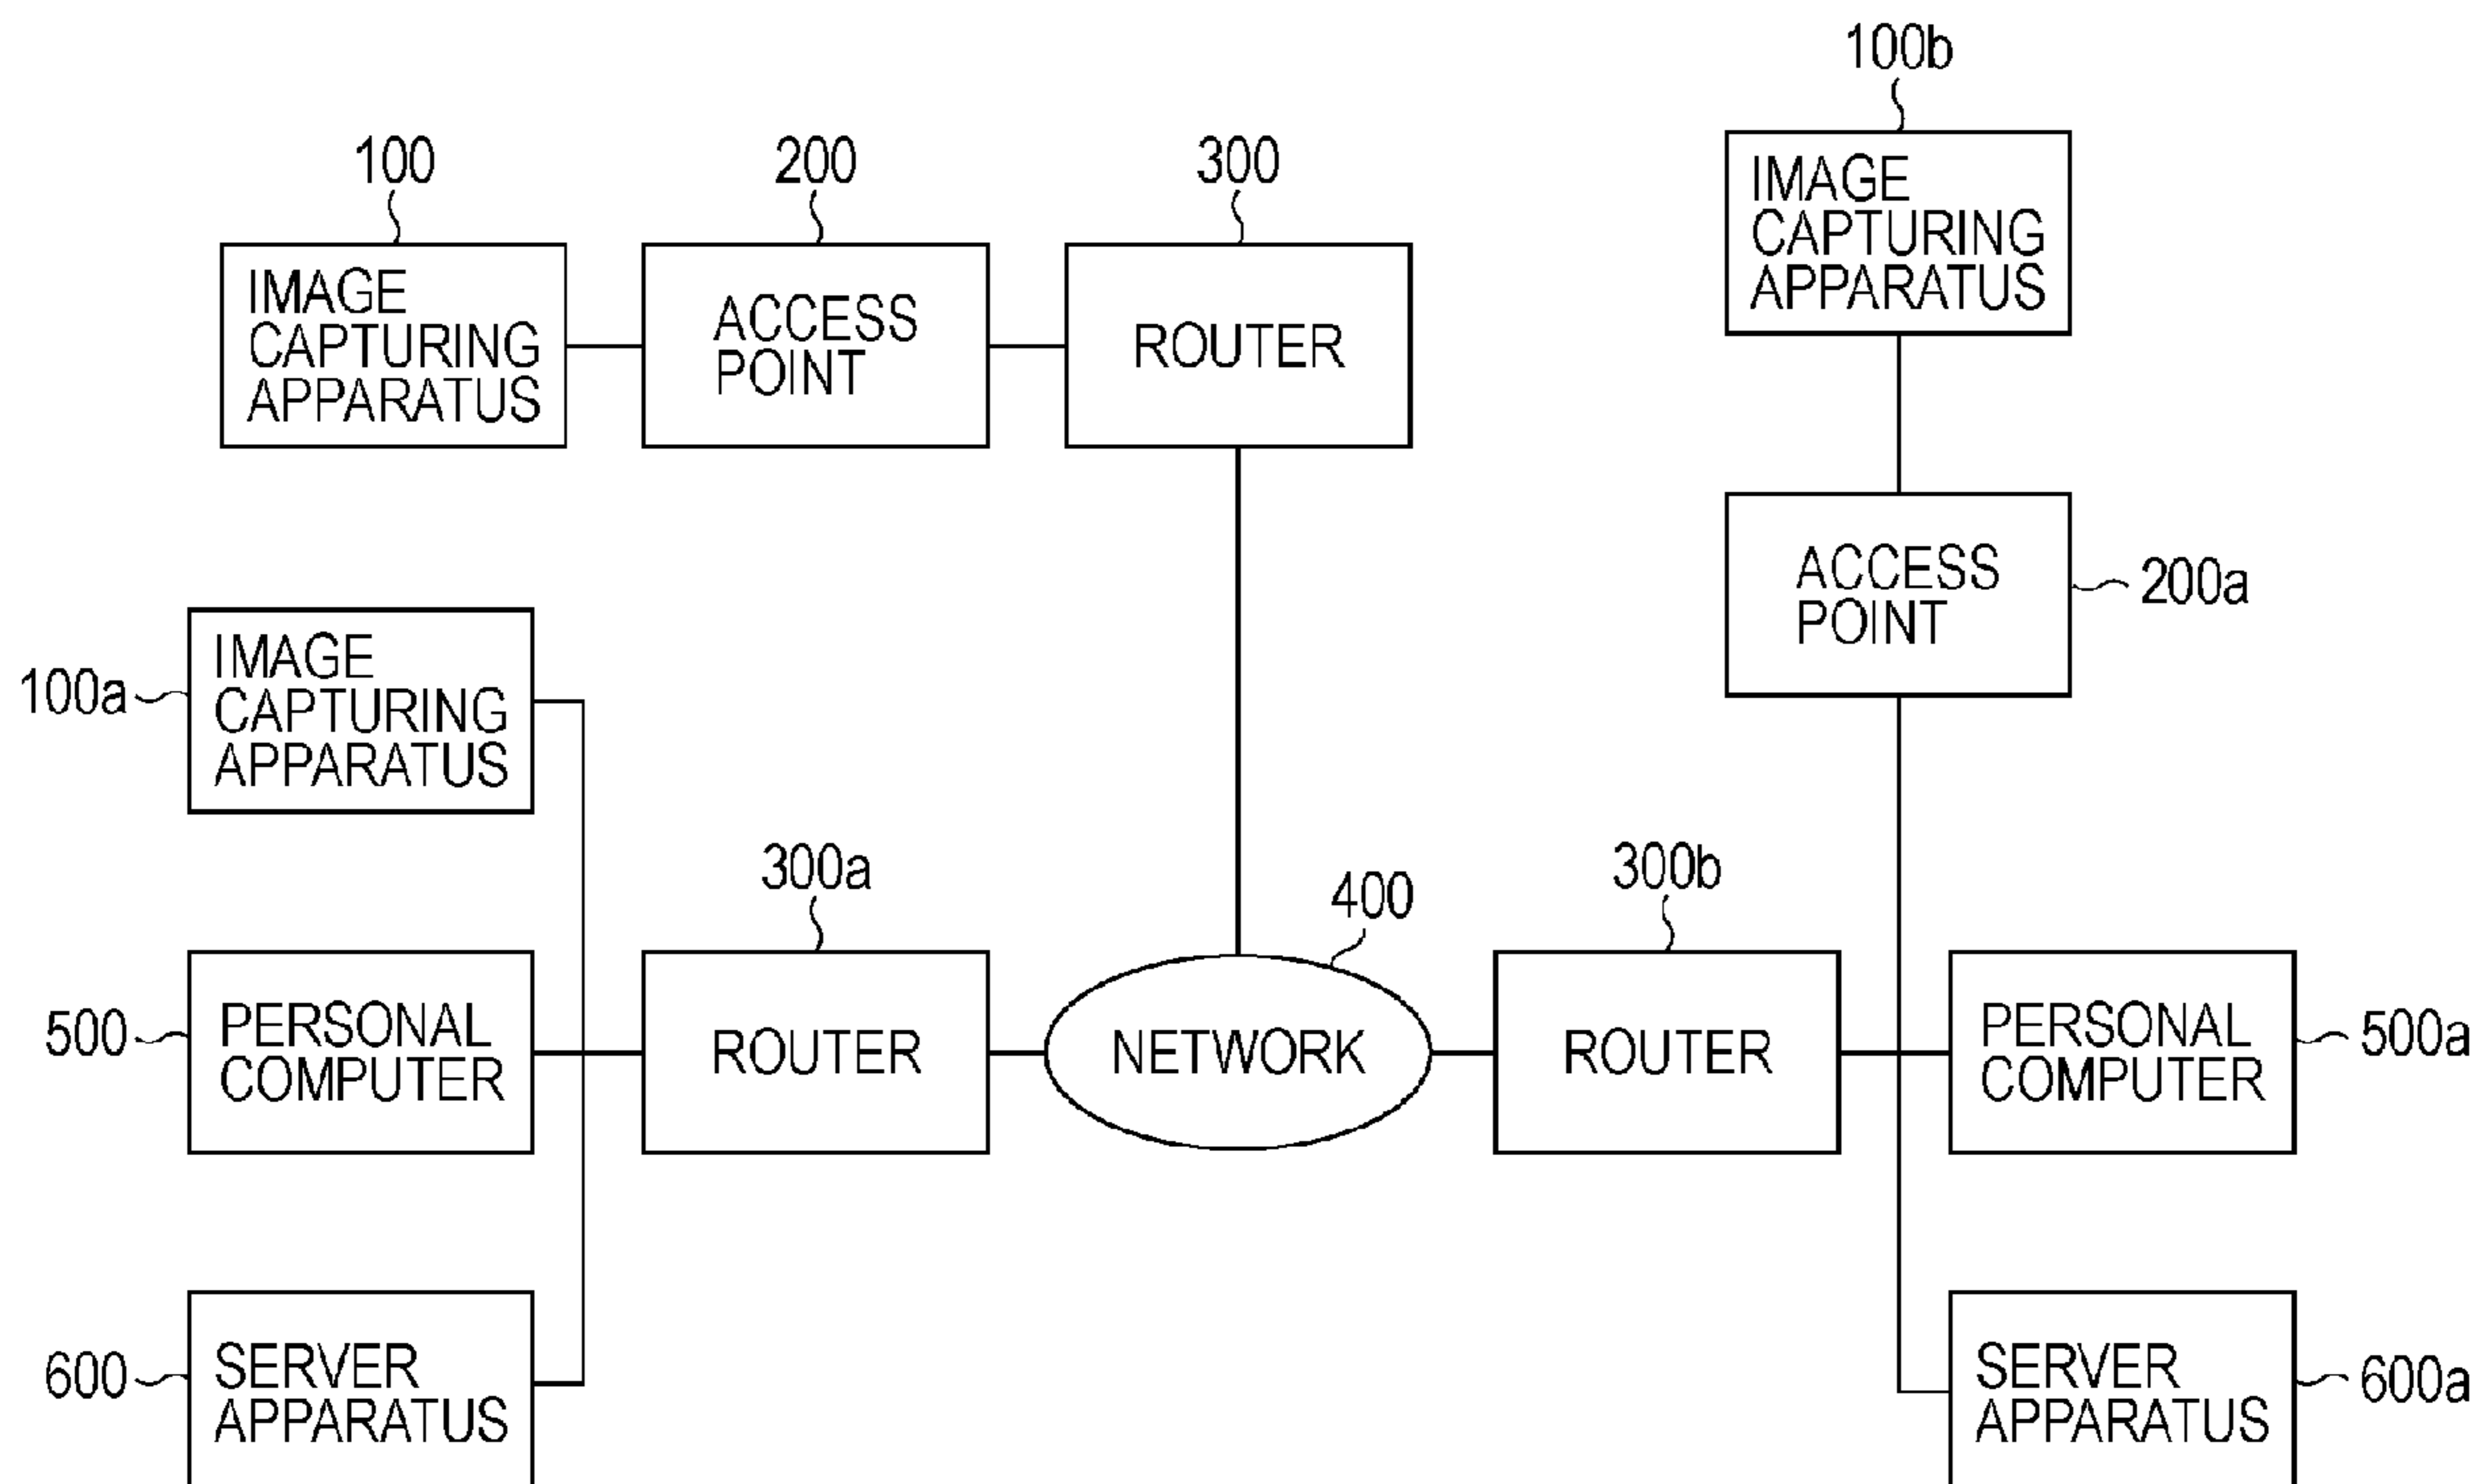 100b
100
200
300
IMAGE
CAPTURING
APPARATUS
IMAGE
CAPTURING
APPARATUS
ACCESS
POINT
ROUTER
ACCESS
POINT
200a
100a
IMAGE
CAPTURING
APPARATUS
300a
400
300b
500
PERSONAL
COMPUTER
ROUTER
NETWORK
ROUTER
PERSONAL
COMPUTER
500a
600
SERVER
APPARATUS
SERVER
APPARATUS
600a